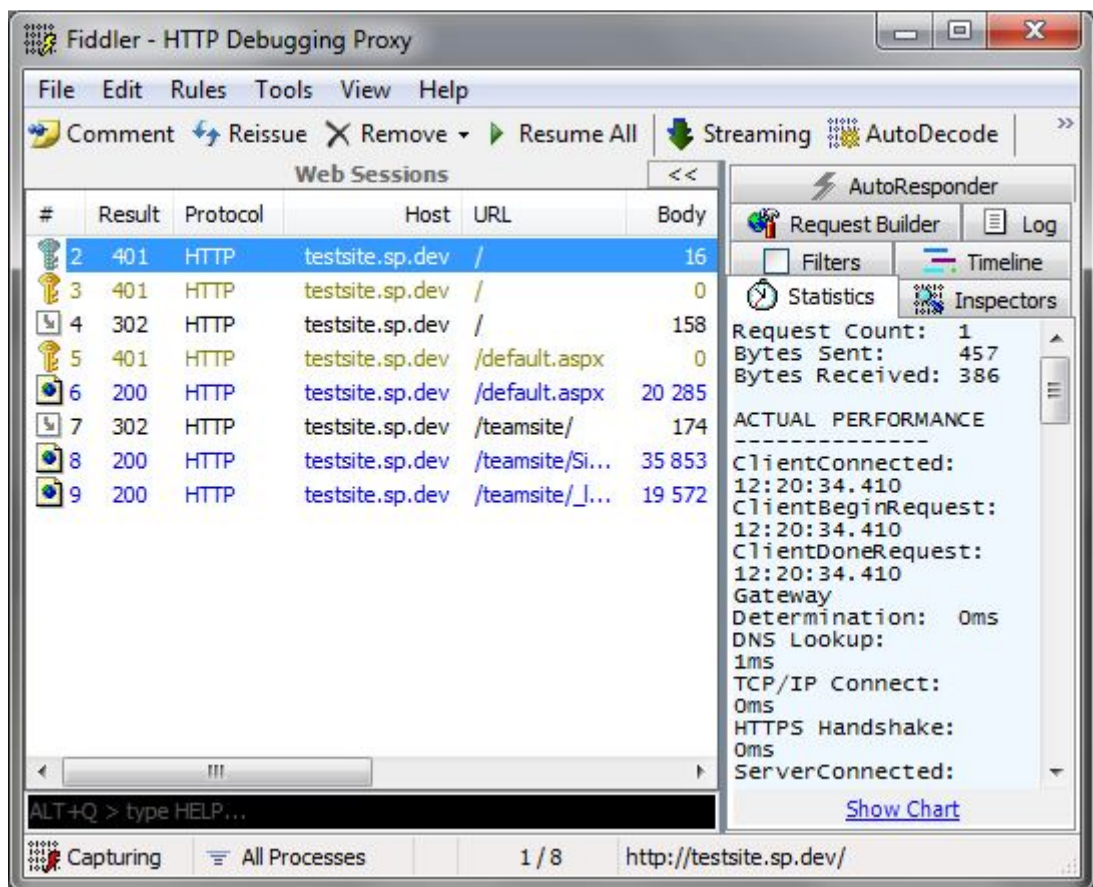 Fiddler - HTTP Debugging Proxy
File Edit Rules Tools View Help
Comment Reissue Remove Resume All Streaming AutoDecode >>
Web Sessions <<
# Result Protocol Host URL Body
2 401 HTTP testsite.sp.dev / 16
3 401 HTTP testsite.sp.dev / 0
4 302 HTTP testsite.sp.dev / 158
5 401 HTTP testsite.sp.dev /default.aspx 0
6 200 HTTP testsite.sp.dev /default.aspx 20 285
7 302 HTTP testsite.sp.dev /teamsite/ 174
8 200 HTTP testsite.sp.dev /teamsite/Si... 35 853
9 200 HTTP testsite.sp.dev /teamsite/_l... 19 572
AutoResponder
Request Builder Log
Filters Timeline
Statistics Inspectors
Request Count: 1
Bytes Sent: 457
Bytes Received: 386
ACTUAL PERFORMANCE
--------------
ClientConnected:
12:20:34.410
ClientBeginRequest:
12:20:34.410
ClientDoneRequest:
12:20:34.410
Gateway
Determination: 0ms
DNS Lookup:
1ms
TCP/IP Connect:
0ms
HTTPS Handshake:
0ms
ServerConnected:
Show Chart
ALT+Q > type HELP...
Capturing All Processes 1 / 8 http://testsite.sp.dev/